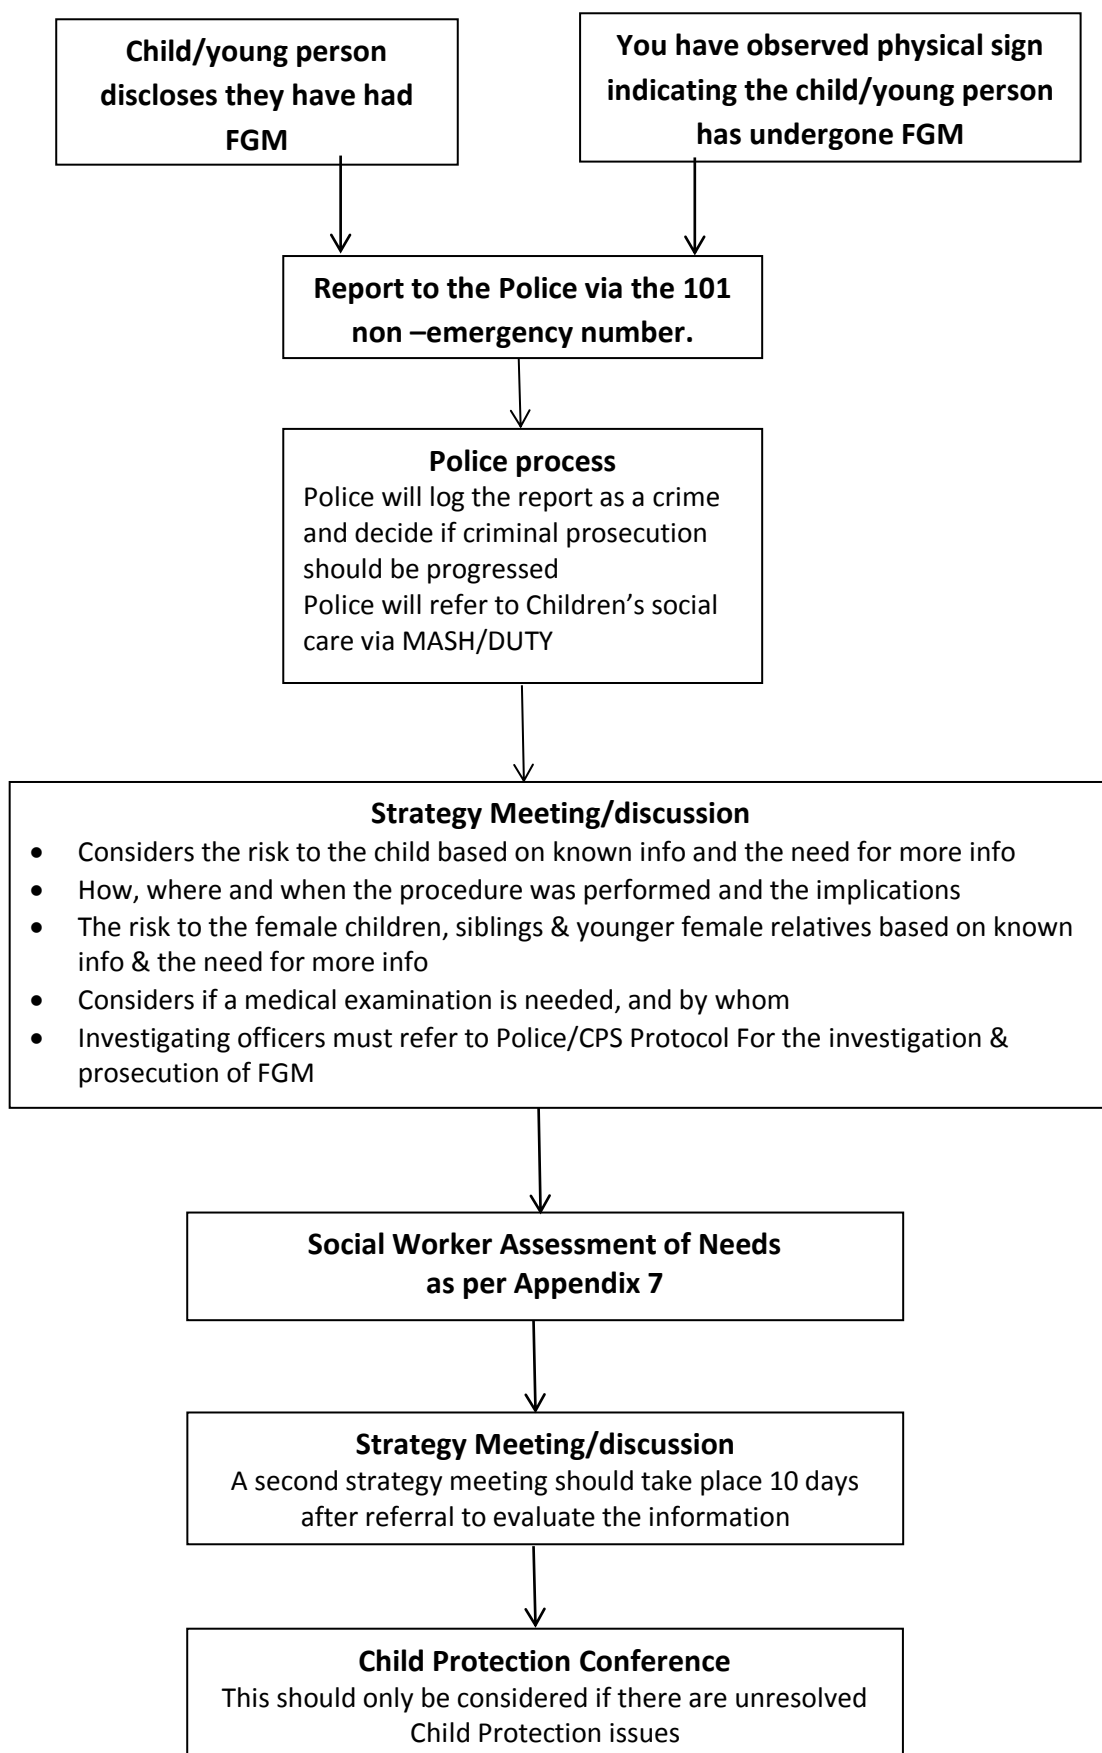 Child/young person
discloses they have had
FGM
You have observed physical sign
indicating the child/young person
has undergone FGM
Report to the Police via the 101
non –emergency number.
Police process
Police will log the report as a crime
and decide if criminal prosecution
should be progressed
Police will refer to Children’s social
care via MASH/DUTY
Strategy Meeting/discussion
• Considers the risk to the child based on known info and the need for more info
• How, where and when the procedure was performed and the implications
• The risk to the female children, siblings & younger female relatives based on known
info & the need for more info
• Considers if a medical examination is needed, and by whom
• Investigating officers must refer to Police/CPS Protocol For the investigation &
prosecution of FGM
Social Worker Assessment of Needs
as per Appendix 7
Strategy Meeting/discussion
A second strategy meeting should take place 10 days
after referral to evaluate the information
Child Protection Conference
This should only be considered if there are unresolved
Child Protection issues